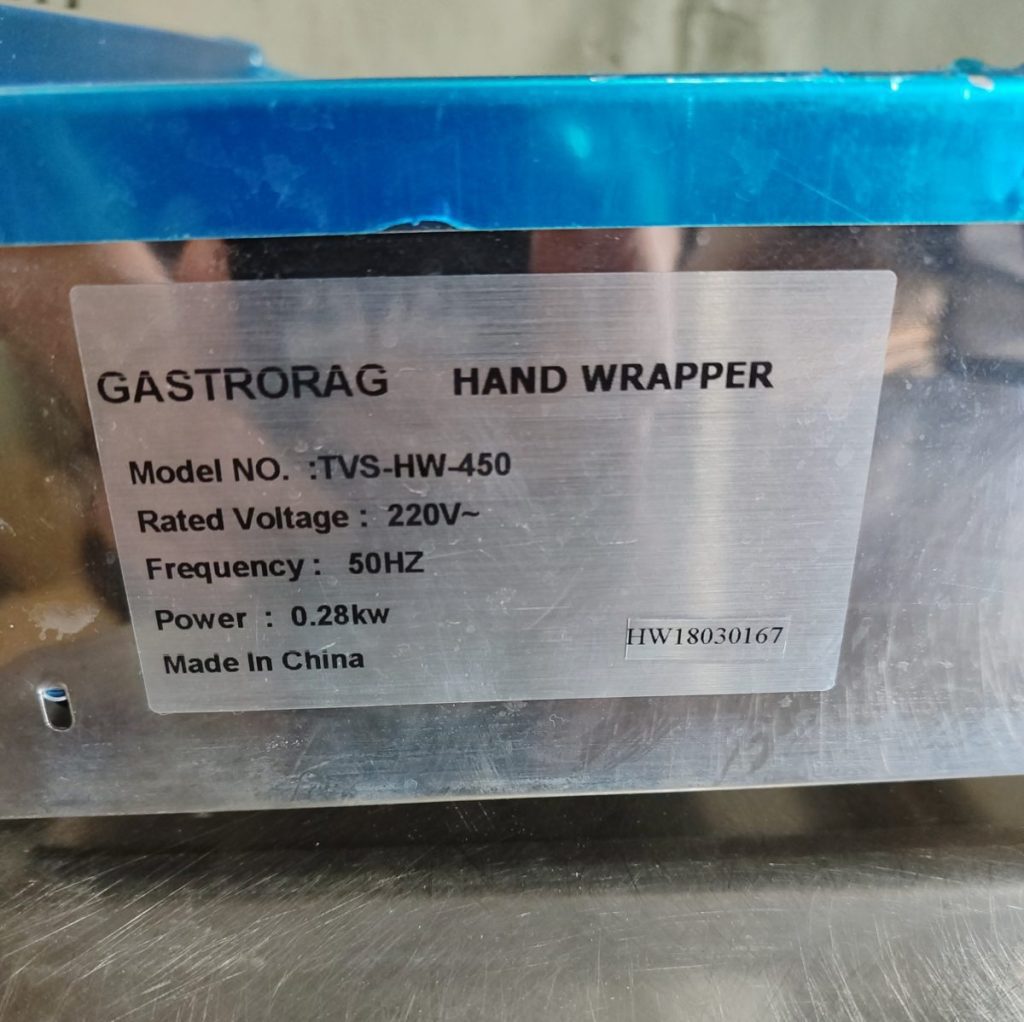 GASTRORAG HAND WRAPPER
Model NO. :TVS-HW-450
Rated Voltage : 220V~
Frequency : 50HZ
Power : 0.28kw
HW18030167
Made In China